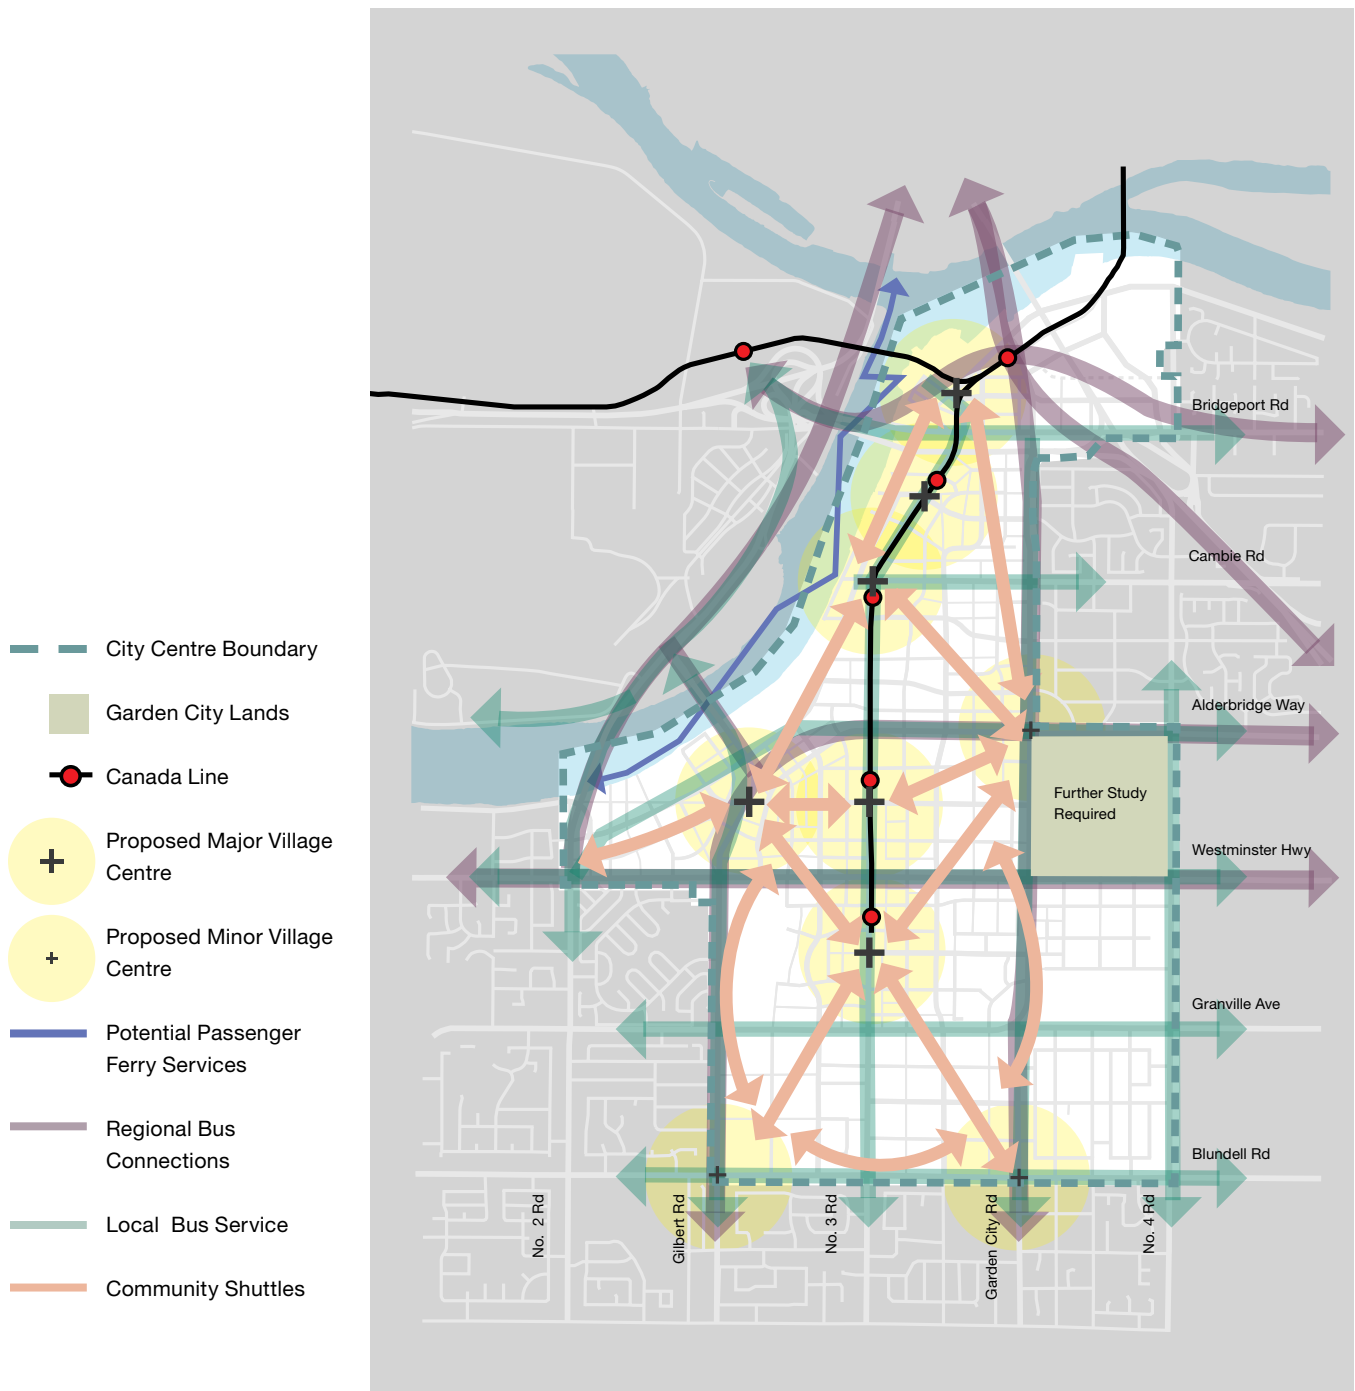 City Centre Boundary
Garden City Lands
Canada Line
Proposed Major Village
Centre
Proposed Minor Village
Centre
Potential Passenger
Ferry Services
Regional Bus
Connections
Local Bus Service
Community Shuttles
Bridgeport Rd
Cambie Rd
Alderbridge Way
Further Study
Required
Westminster Hwy
Granville Ave
Blundell Rd
No. 2 Rd
Gilbert Rd
No. 3 Rd
Garden City Rd
No. 4 Rd